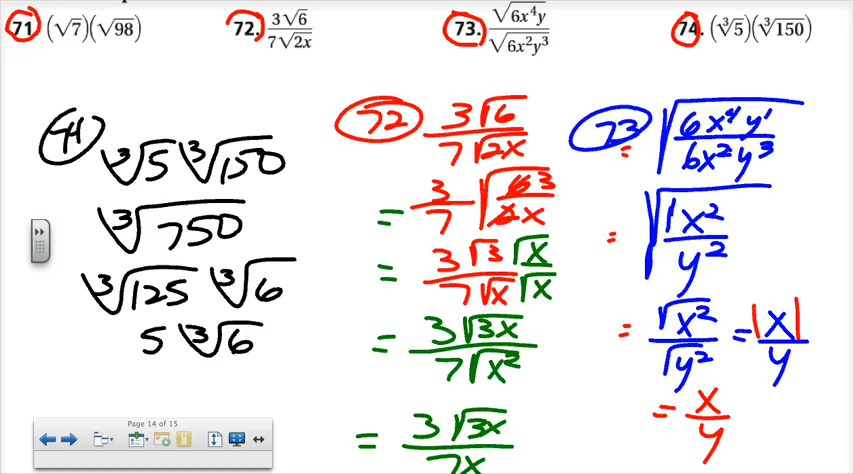 71. (√7)(√98)
72. 3√6 / 7√2x
73. √6x⁴y / √6x²y³
74. (∛5)(∛150)
74
∛5 ∛150
∛750
∛125 ∛6
5 ∛6
72 3√6 / 7√2x
= 3/7 √6 3 / 2 x
= 3√3 √x / 7√x √x
= 3√3x / 7√x²
= 3√3x / 7x
73 = √6x⁴y¹ / 6x²y³
= √1x² / y²
= √x² / √y² = |x| / y
= x / y
Page 14 of 15